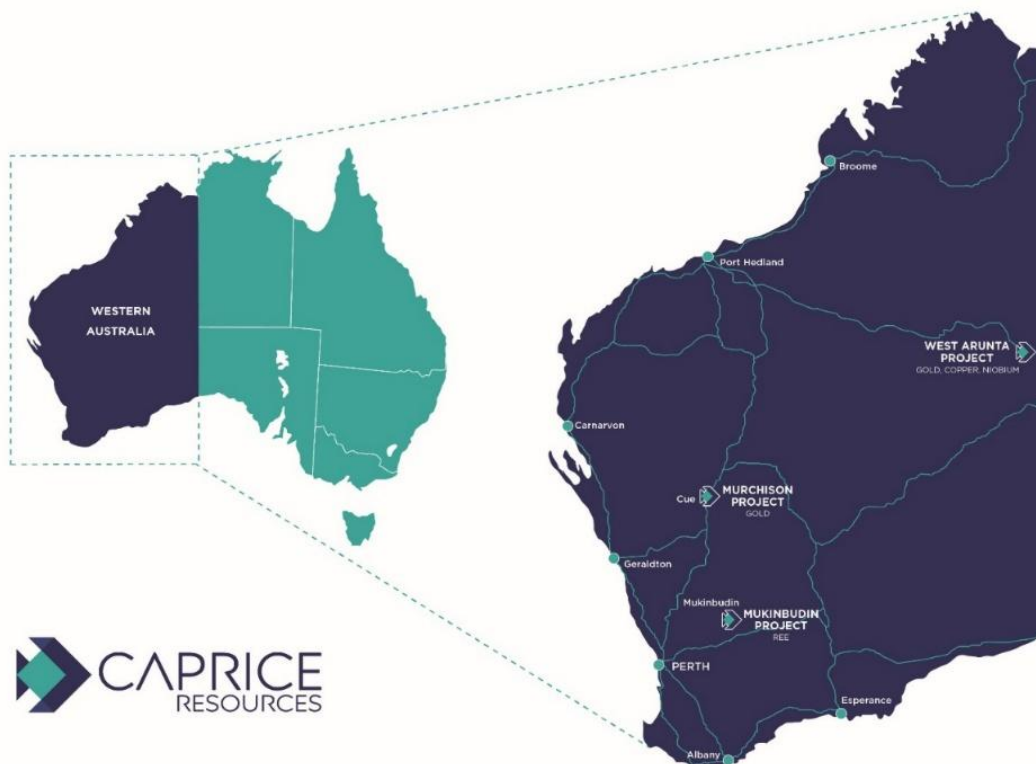 WESTERN
AUSTRALIA
Broome
Port Hedland
WEST ARUNTA
PROJECT
GOLD, COPPER, NIOBIUM
Carnarvon
Cue
MURCHISON
PROJECT
GOLD
Geraldton
Mukinbudin
MUKINBUDIN
PROJECT
REE
PERTH
Esperance
Albany
CAPRICE
RESOURCES